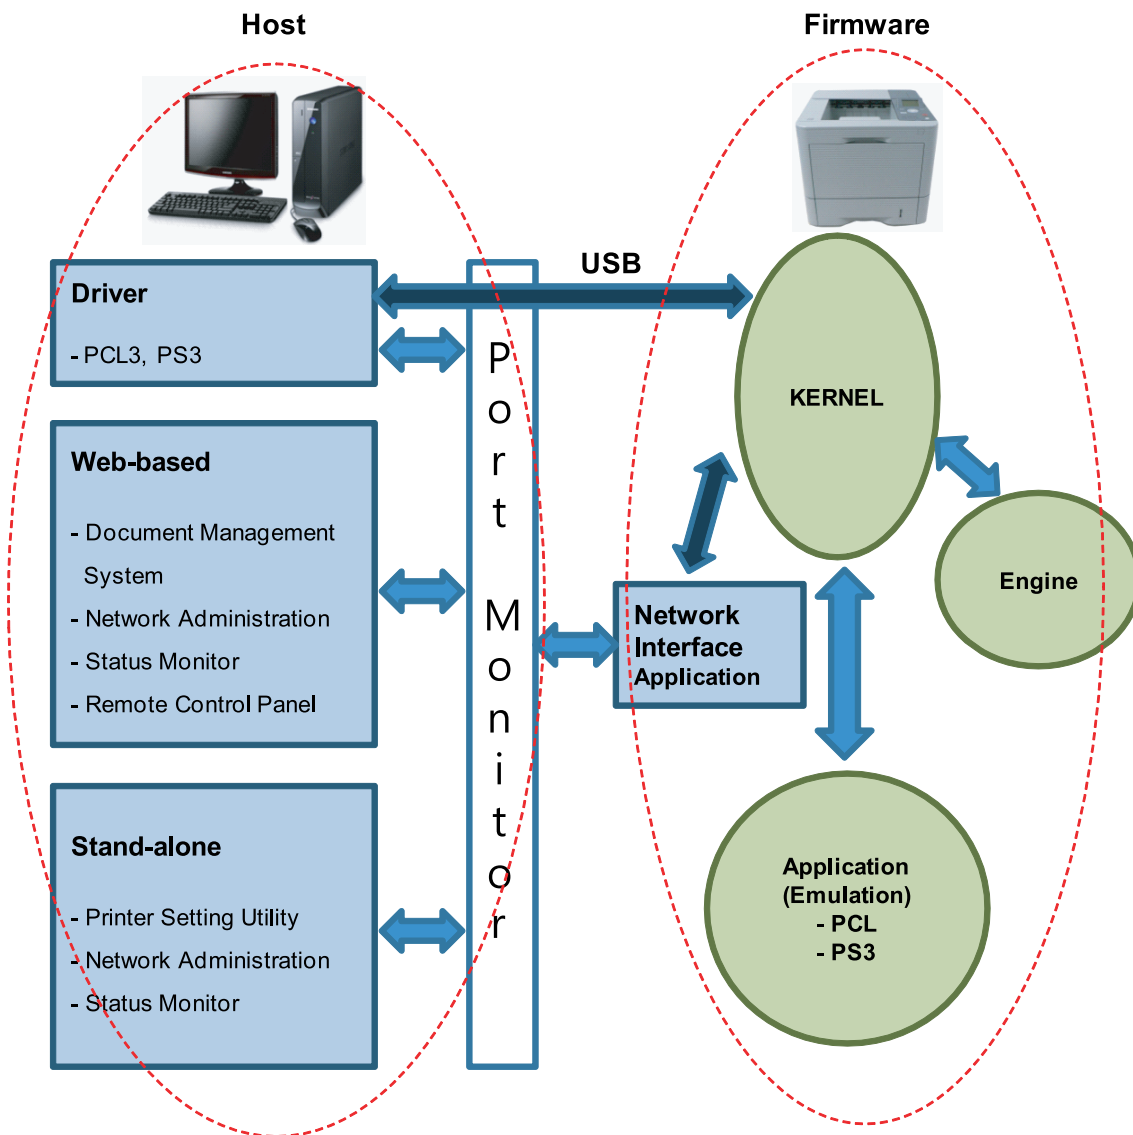 Host
Firmware
USB
Driver
- PCL3, PS3
Web-based
- Document Management
System
- Network Administration
- Status Monitor
- Remote Control Panel
Stand-alone
- Printer Setting Utility
- Network Administration
- Status Monitor
Port Monitor
Network
Interface
Application
KERNEL
Engine
Application
(Emulation)
- PCL
- PS3